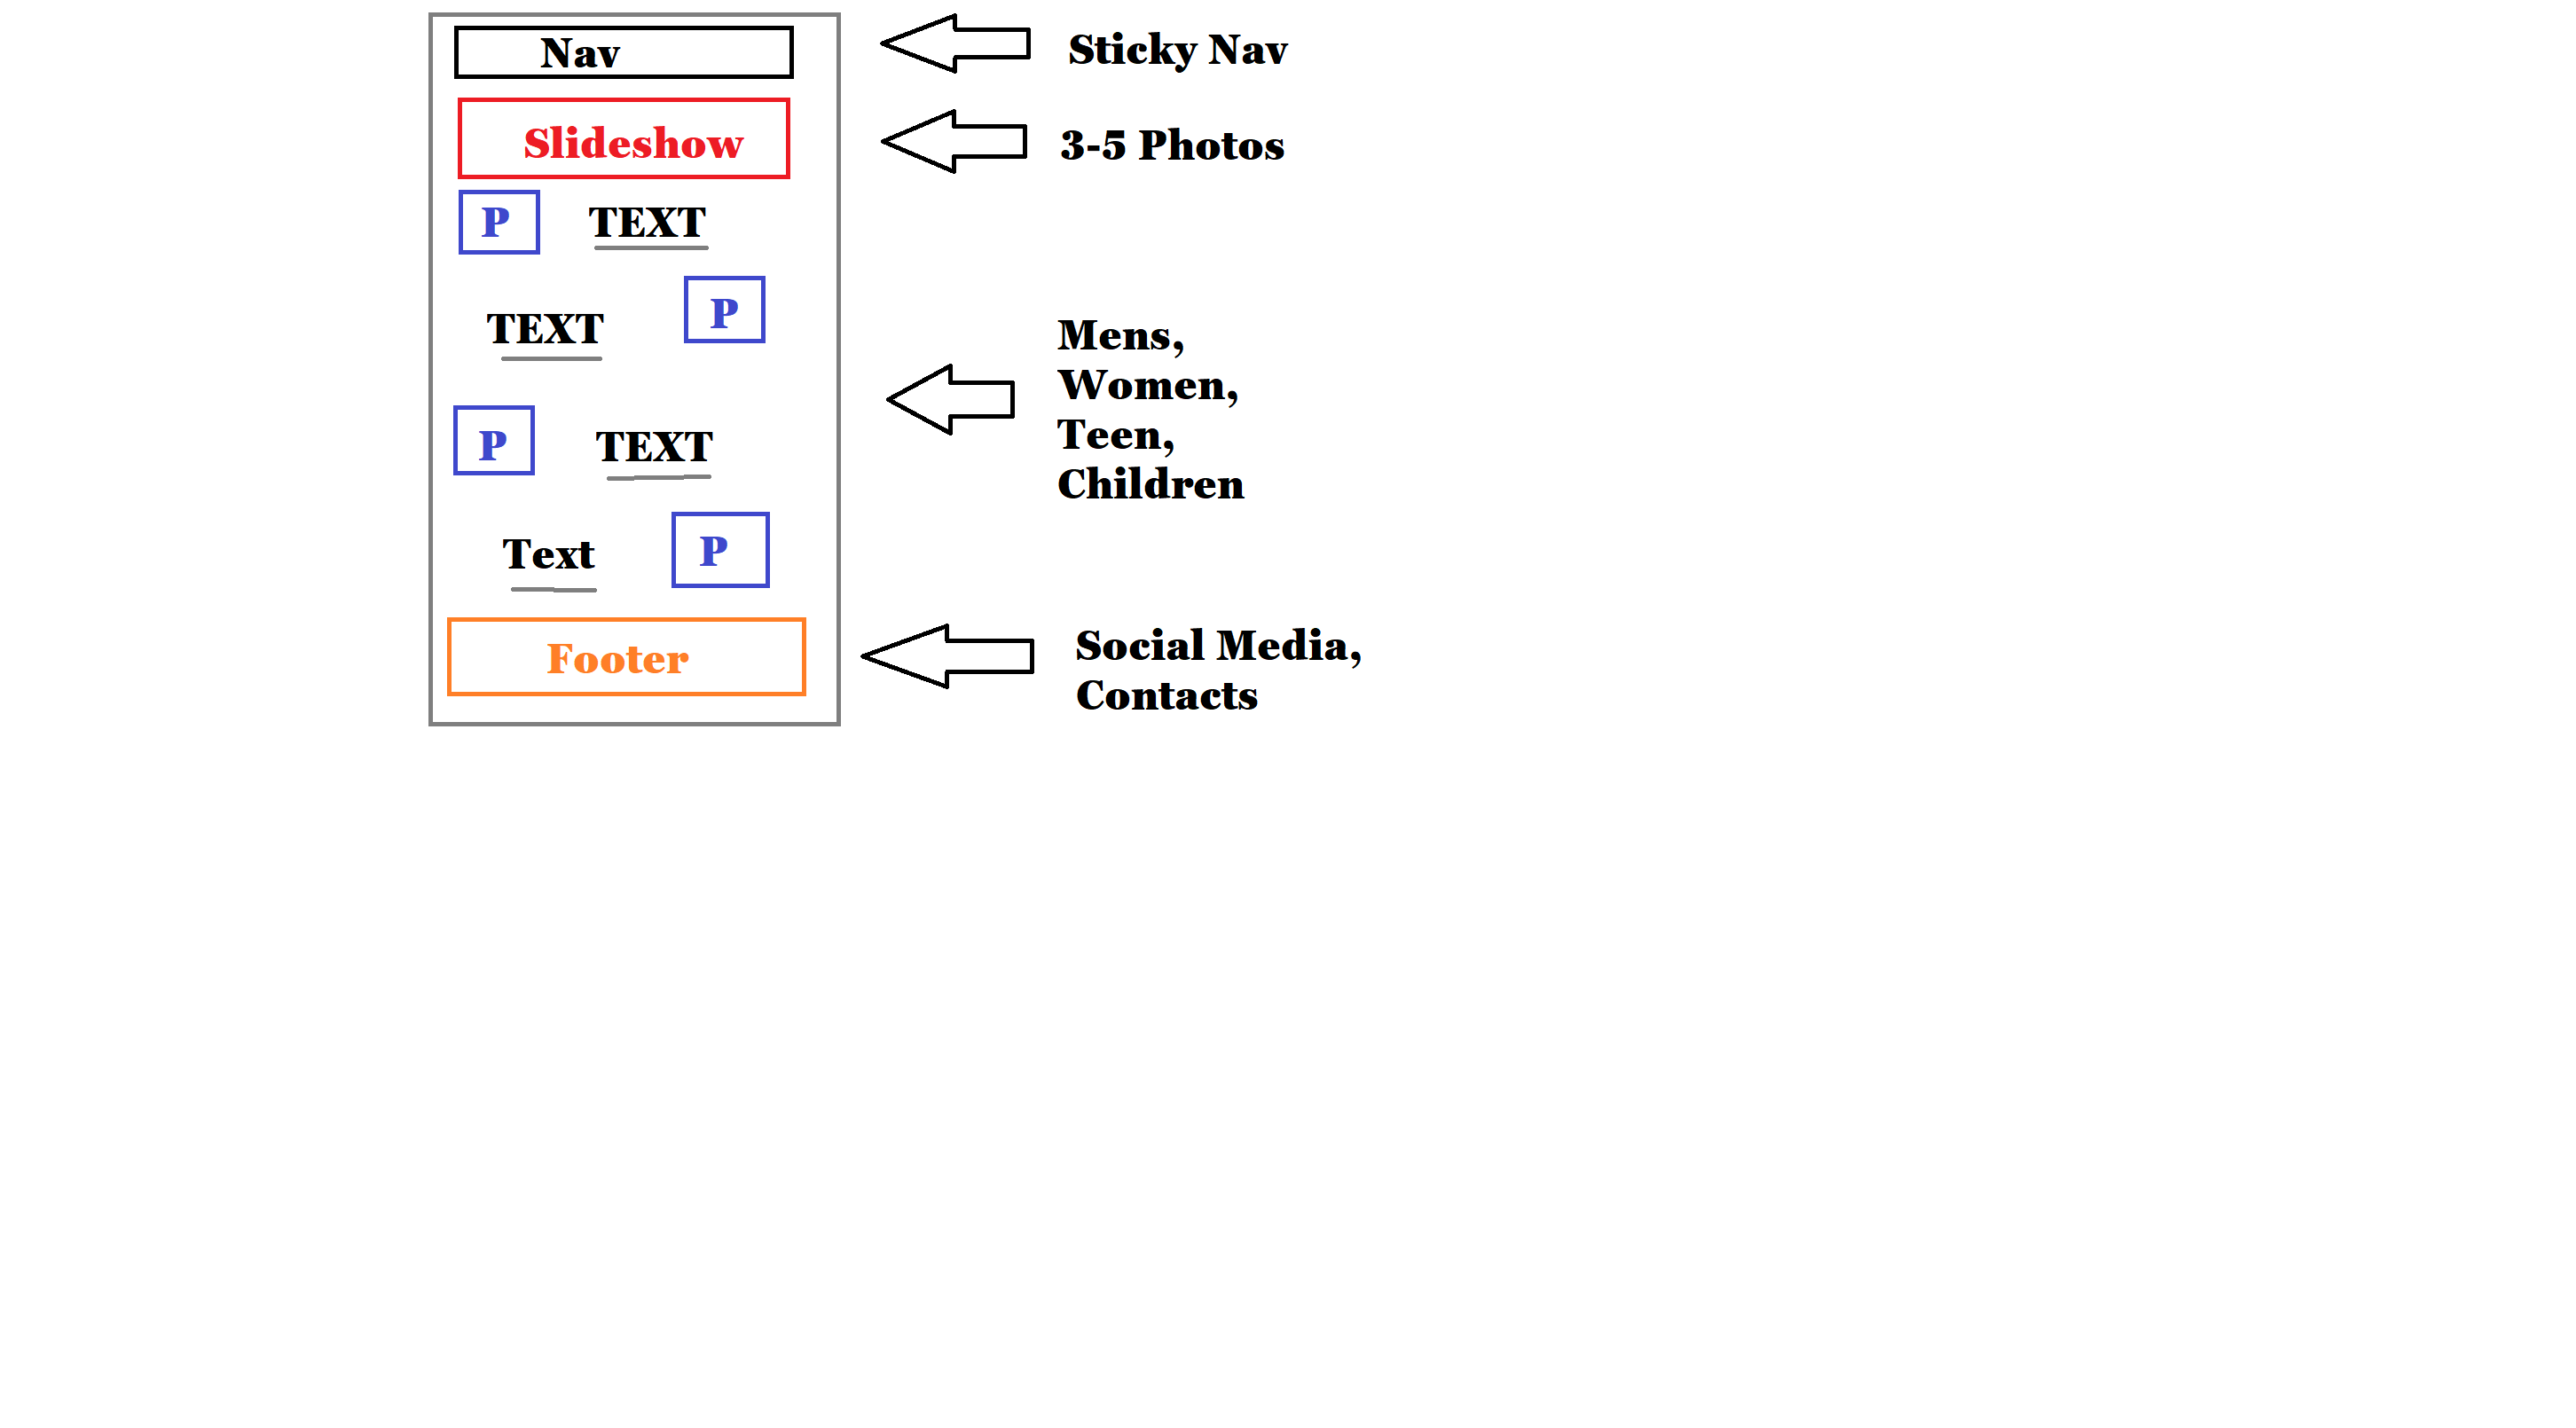 Nav
Sticky Nav
Slideshow
3-5 Photos
P TEXT
TEXT P
P TEXT
Text P
Mens,
Women,
Teen,
Children
Footer
Social Media,
Contacts